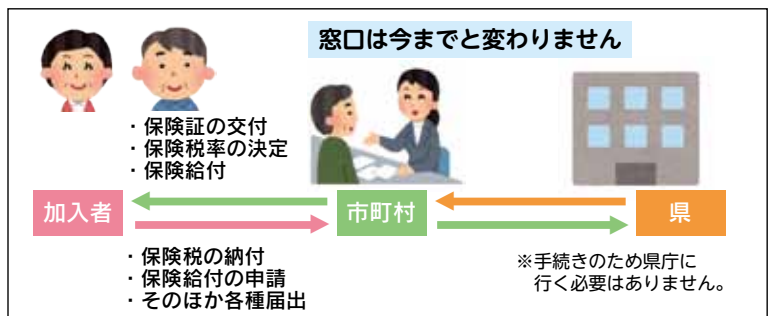 窓口は今までと変わりません
・保険証の交付
・保険税率の決定
・保険給付
加入者
市町村
県
・保険税の納付
・保険給付の申請
・そのほか各種届出
※手続きのため県庁に
行く必要はありません。